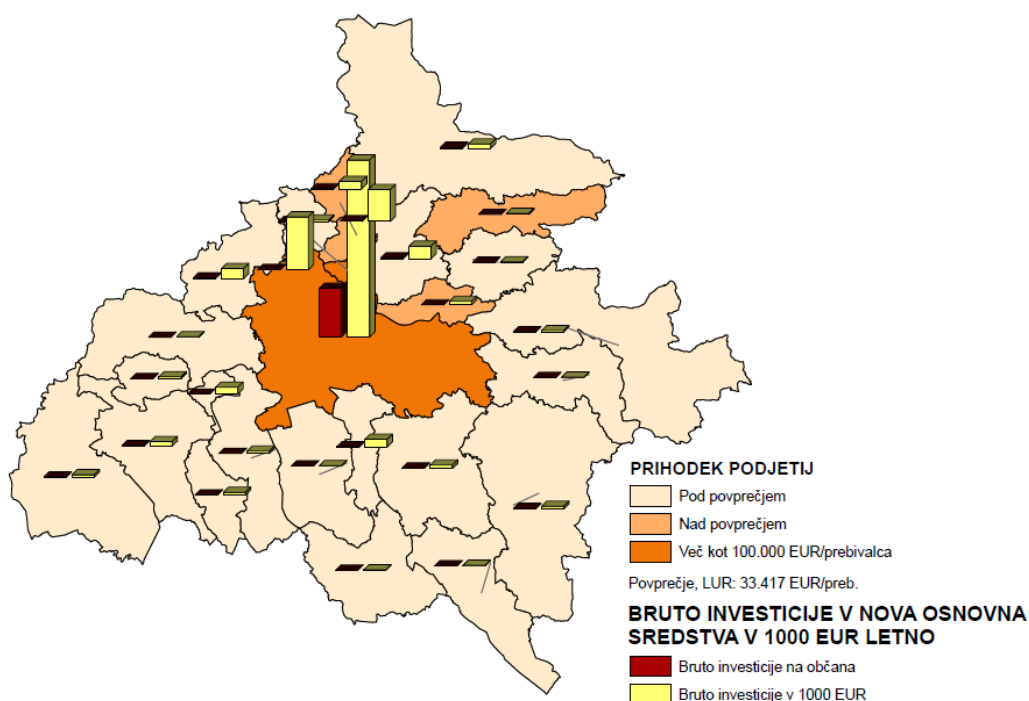 PRIHODEK PODJETIJ
Pod povprečjem
Nad povprečjem
Več kot 100.000 EUR/prebivalca
Povprečje, LUR: 33.417 EUR/preb.
BRUTO INVESTICIJE V NOVA OSNOVNA
SREDSTVA V 1000 EUR LETNO
Bruto investicije na občana
Bruto investicije v 1000 EUR